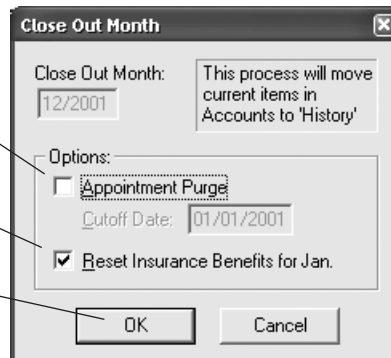 Close Out Month
Close Out Month:
12/2001
This process will move
current items in
Accounts to 'History'
Options:
Appointment Purge
Cutoff Date: 01/01/2001
Reset Insurance Benefits for Jan.
OK Cancel